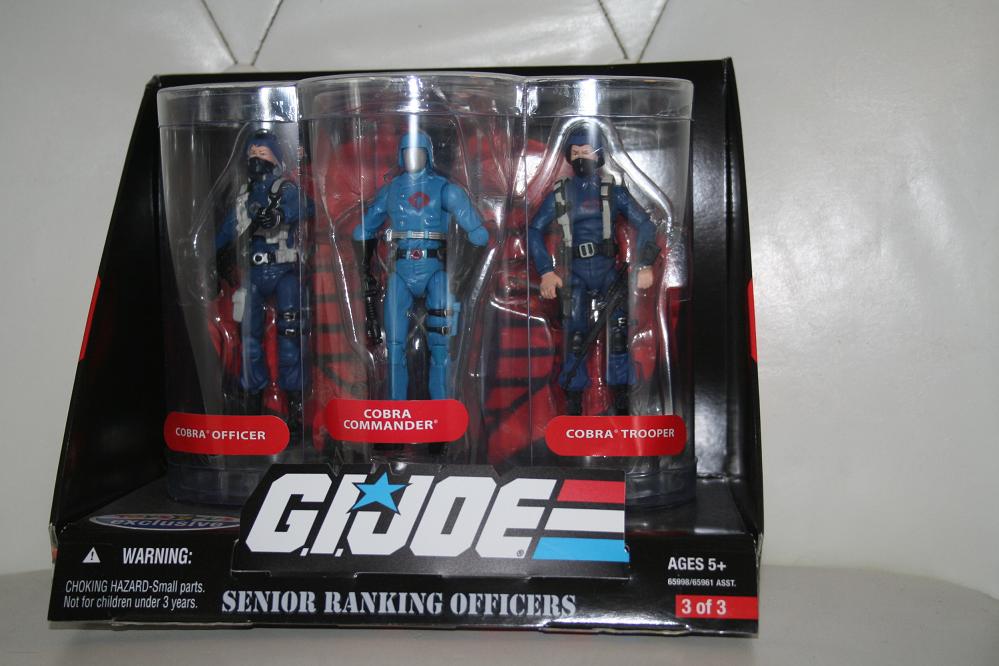 COBRA® OFFICER
COBRA
COMMANDER®
COBRA® TROOPER
G.I. JOE®
exclusive
WARNING:
CHOKING HAZARD-Small parts.
Not for children under 3 years.
SENIOR RANKING OFFICERS
AGES 5+
65998/65961 ASST.
3 of 3